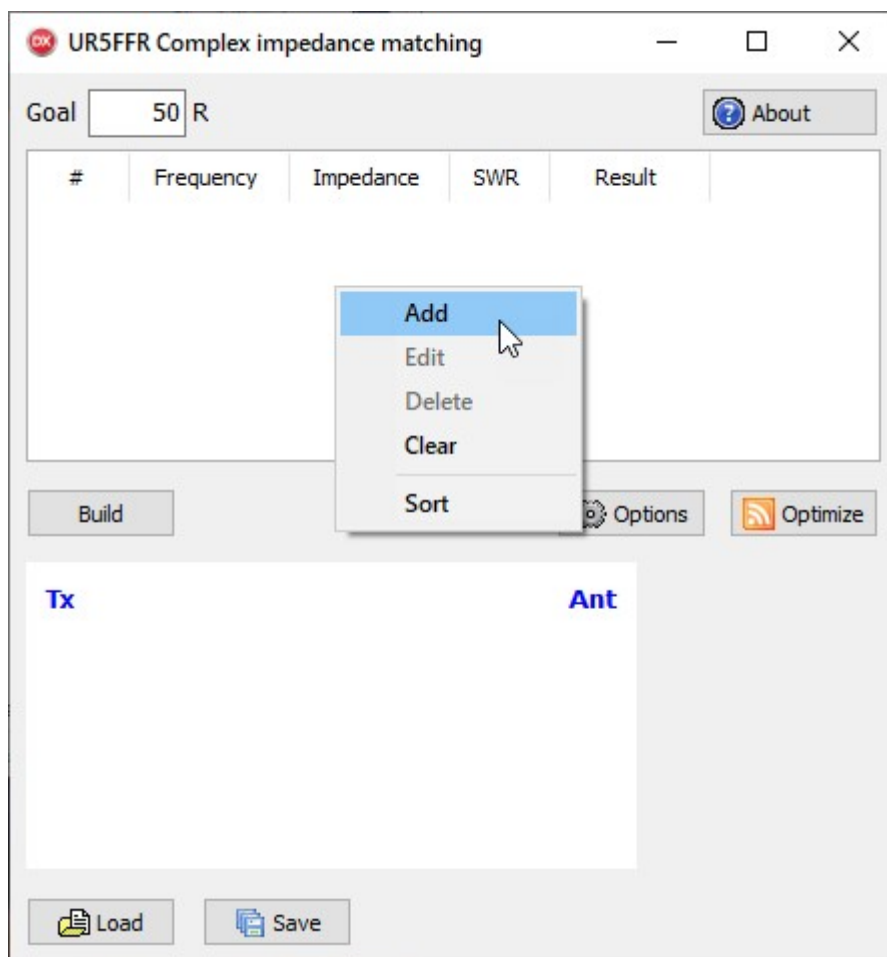 UR5FFR Complex impedance matching
Goal 50 R About
# Frequency Impedance SWR Result
Add
Edit
Delete
Clear
Sort
Build Options Optimize
Tx Ant
Load Save